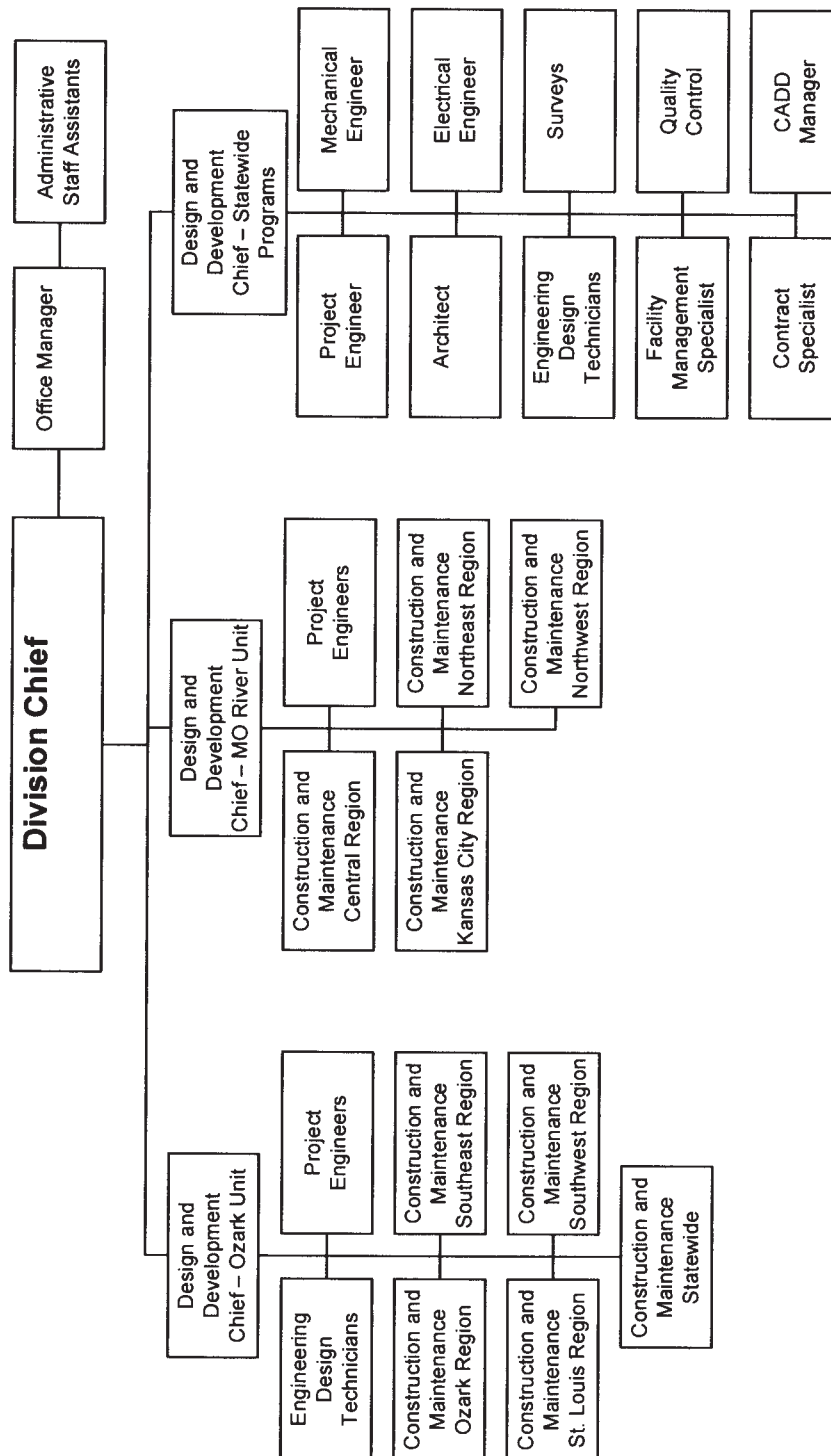 Division Chief
Office Manager
Administrative
Staff Assistants
Design and
Development
Chief – Ozark Unit
Engineering
Design
Technicians
Project
Engineers
Construction and
Maintenance
Ozark Region
Construction and
Maintenance
Southeast Region
Construction and
Maintenance
St. Louis Region
Construction and
Maintenance
Southwest Region
Construction and
Maintenance
Statewide
Design and
Development
Chief – MO River Unit
Construction and
Maintenance
Central Region
Project
Engineers
Construction and
Maintenance
Kansas City Region
Construction and
Maintenance
Northeast Region
Construction and
Maintenance
Northwest Region
Design and
Development
Chief – Statewide
Programs
Project
Engineer
Mechanical
Engineer
Architect
Electrical
Engineer
Engineering
Design
Technicians
Surveys
Facility
Management
Specialist
Quality
Control
Contract
Specialist
CADD
Manager